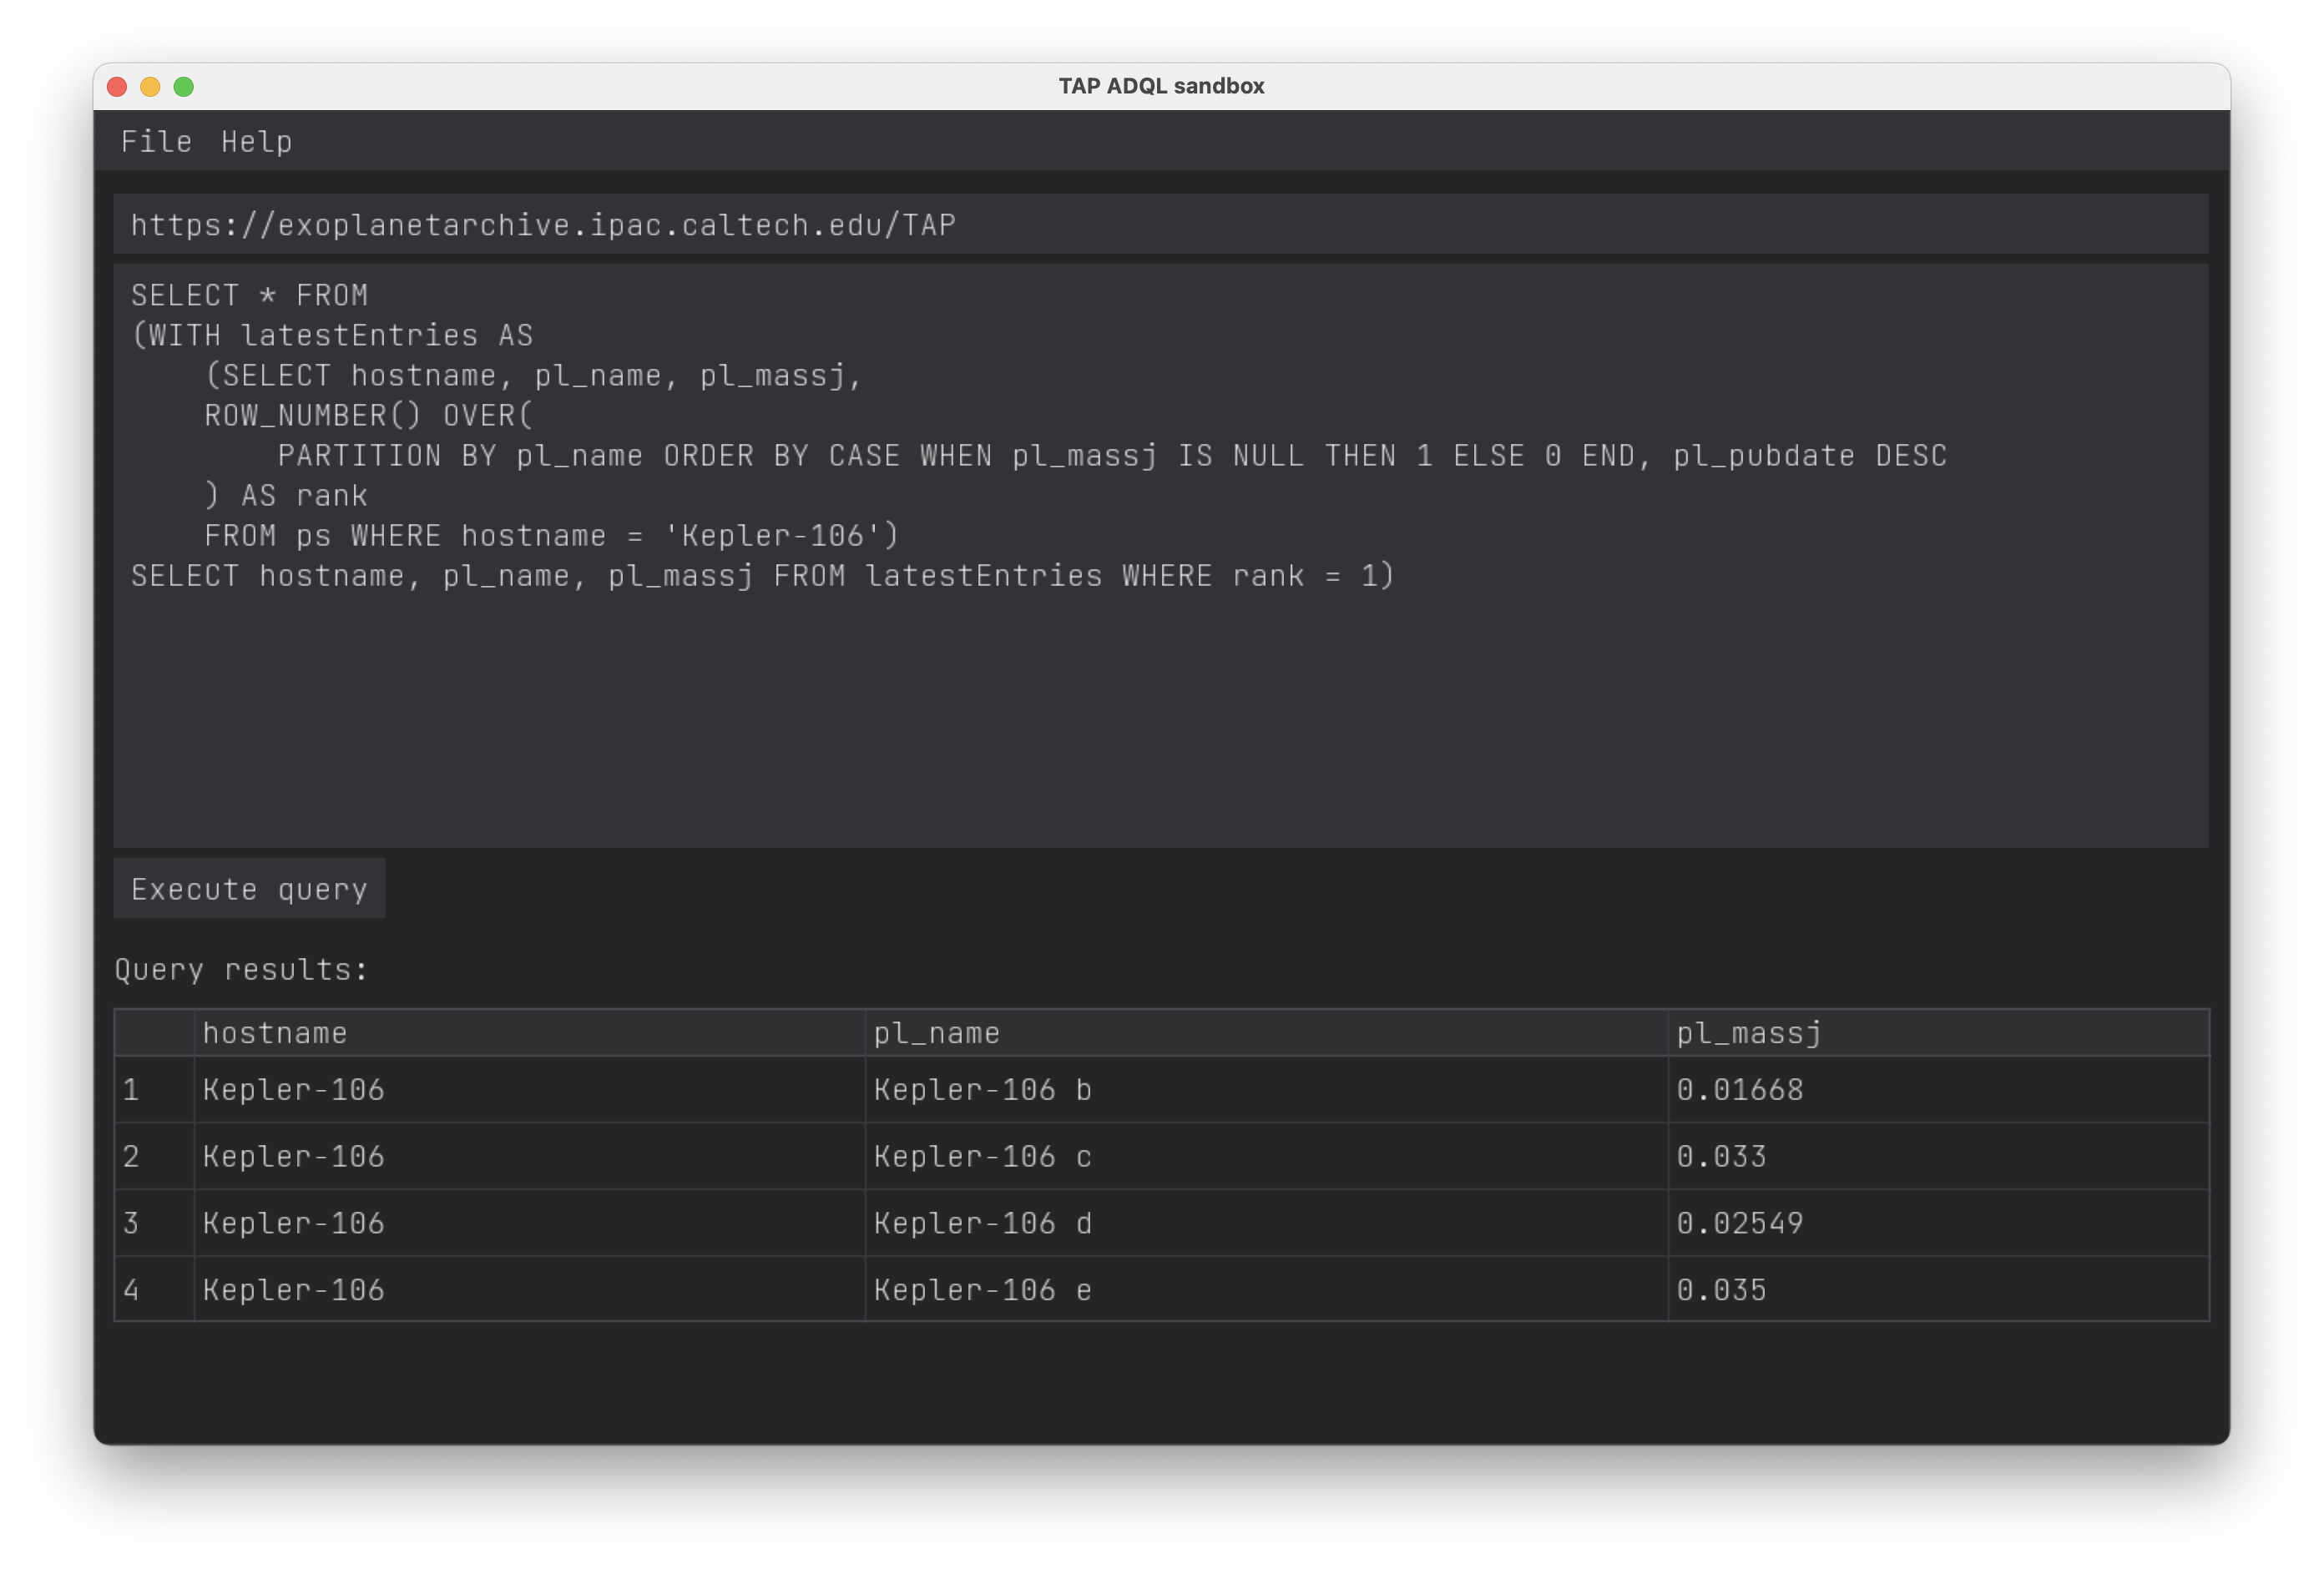 TAP ADQL sandbox
File Help
https://exoplanetarchive.ipac.caltech.edu/TAP
SELECT * FROM
(WITH latestEntries AS
    (SELECT hostname, pl_name, pl_massj,
    ROW_NUMBER() OVER(
        PARTITION BY pl_name ORDER BY CASE WHEN pl_massj IS NULL THEN 1 ELSE 0 END, pl_pubdate DESC
    ) AS rank
    FROM ps WHERE hostname = 'Kepler-106')
SELECT hostname, pl_name, pl_massj FROM latestEntries WHERE rank = 1)
Execute query
Query results:
hostname pl_name pl_massj
1 Kepler-106 Kepler-106 b 0.01668
2 Kepler-106 Kepler-106 c 0.033
3 Kepler-106 Kepler-106 d 0.02549
4 Kepler-106 Kepler-106 e 0.035